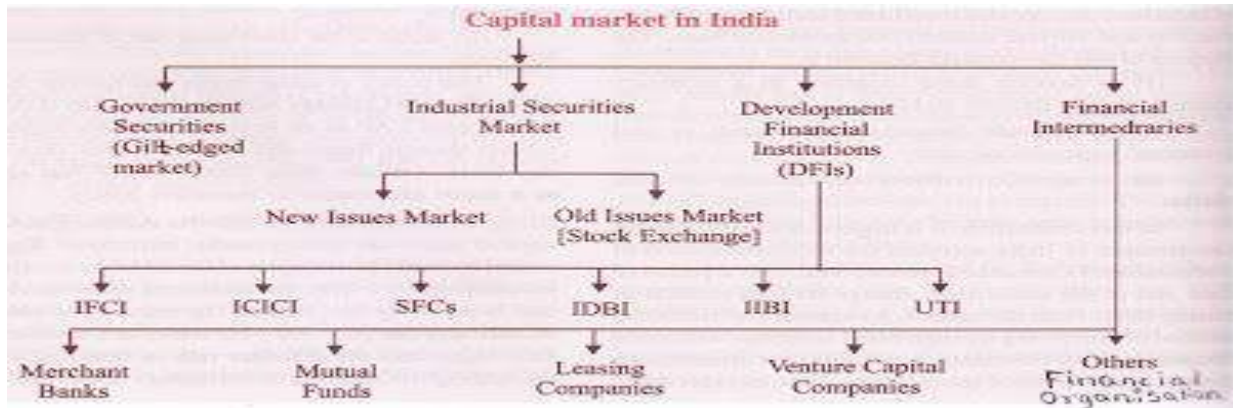 Capital market in India
Government
Securities
(Gilt-edged
market)
Industrial Securities
Market
Development
Financial
Institutions
(DFIs)
Financial
Intermedraries
New Issues Market
Old Issues Market
[Stock Exchange]
IFCI
ICICI
SFCs
IDBI
IIBI
UTI
Merchant
Banks
Mutual
Funds
Leasing
Companies
Venture Capital
Companies
Others
Financial
Organisation